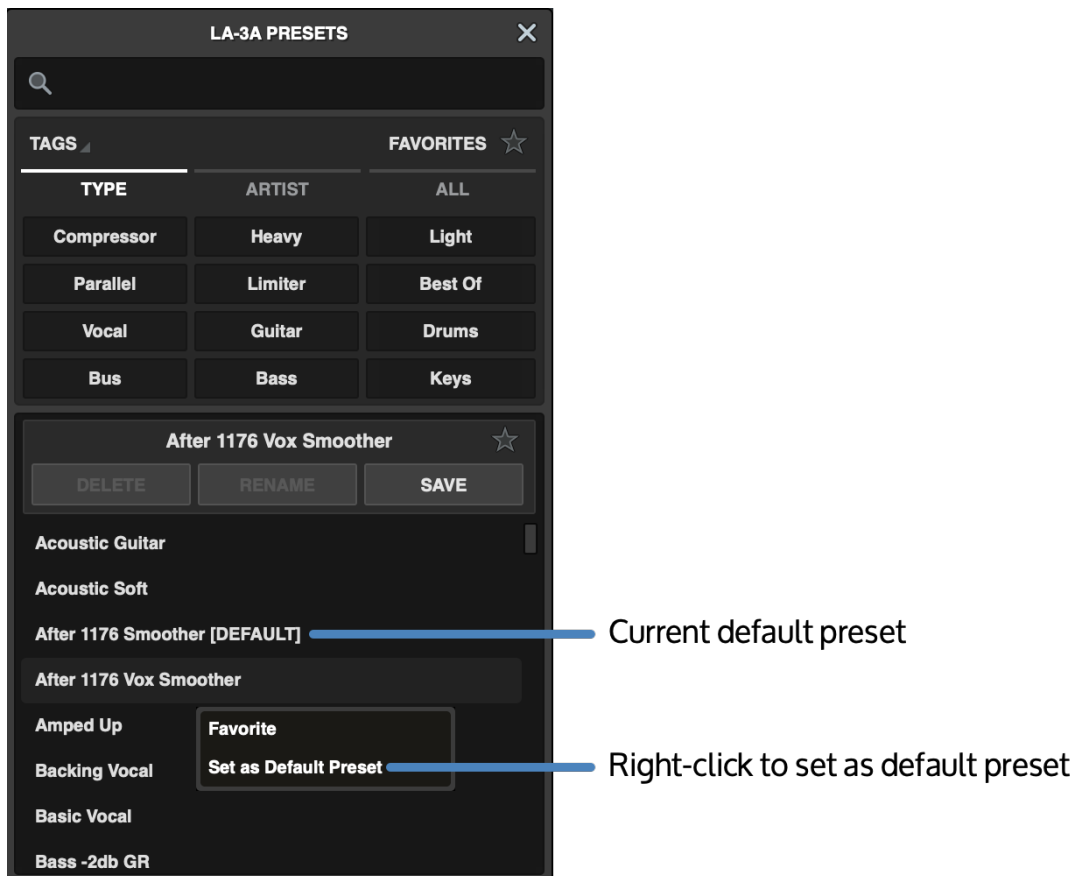 LA-3A PRESETS
TAGS FAVORITES
TYPE ARTIST ALL
Compressor Heavy Light
Parallel Limiter Best Of
Vocal Guitar Drums
Bus Bass Keys
After 1176 Vox Smoother
DELETE RENAME SAVE
Acoustic Guitar
Acoustic Soft
After 1176 Smoother [DEFAULT] Current default preset
After 1176 Vox Smoother
Amped Up Favorite
Backing Vocal Set as Default Preset Right-click to set as default preset
Basic Vocal
Bass -2db GR